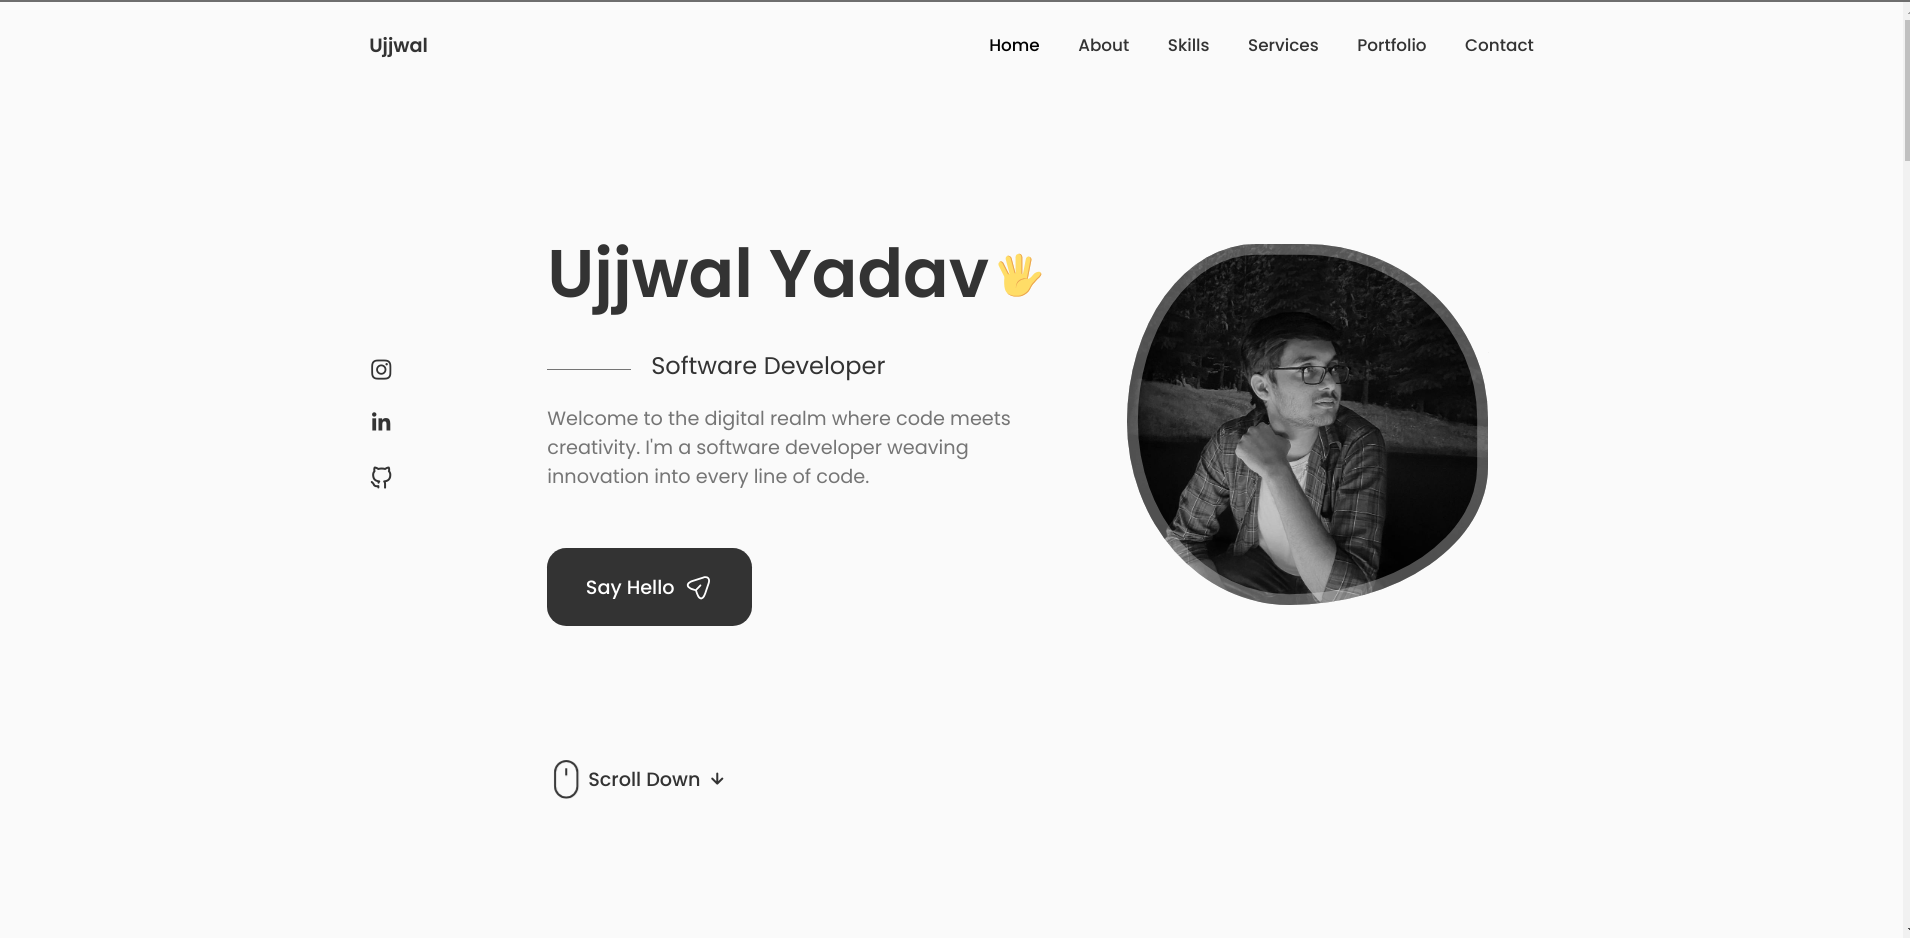 Ujjwal
Home About Skills Services Portfolio Contact
Ujjwal Yadav🖐
Software Developer
Welcome to the digital realm where code meets
creativity. I'm a software developer weaving
innovation into every line of code.
in
Say Hello
Scroll Down ↓